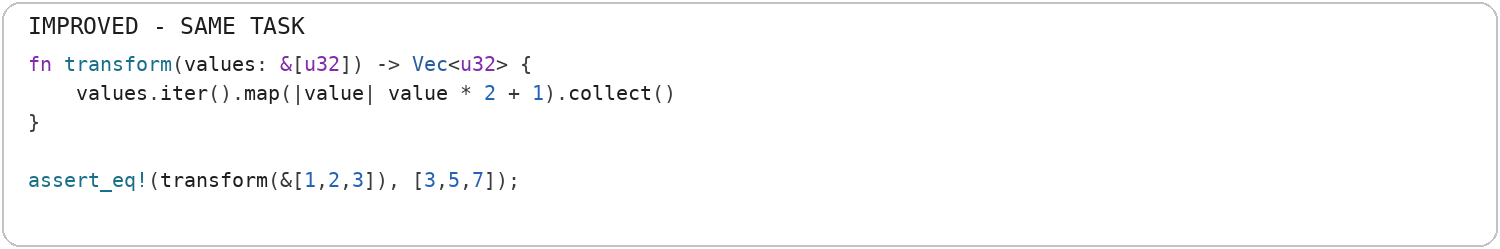 IMPROVED - SAME TASK
fn transform(values: &[u32]) -> Vec<u32> {
    values.iter().map(|value| value * 2 + 1).collect()
}
assert_eq!(transform(&[1,2,3]), [3,5,7]);